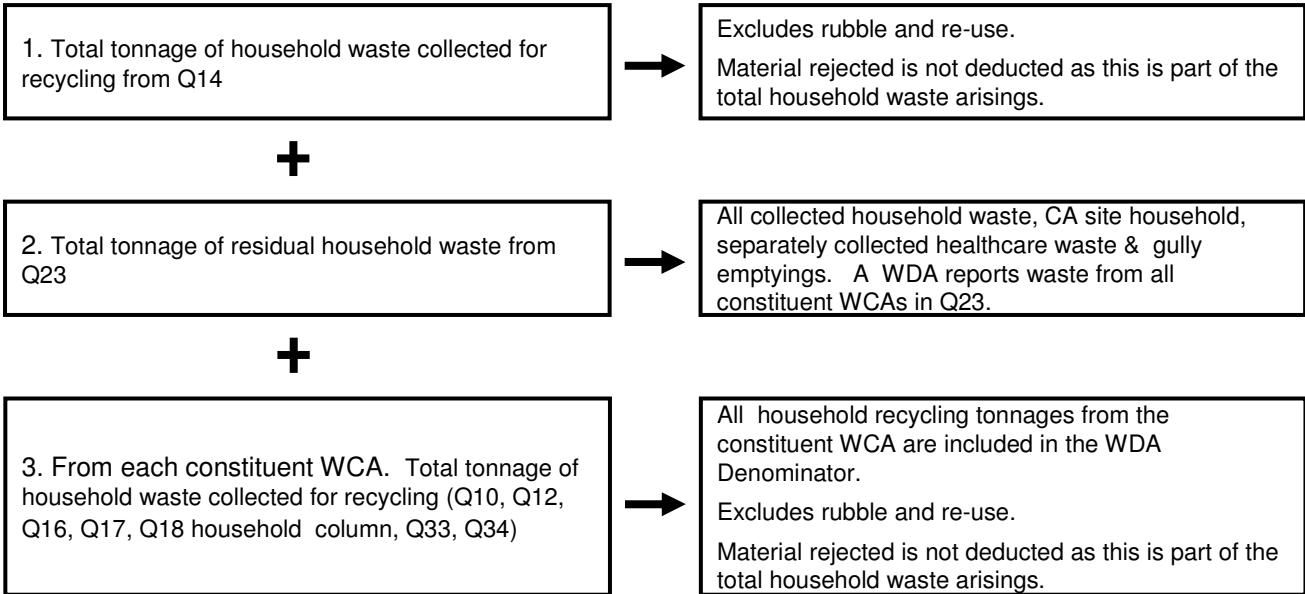 1. Total tonnage of household waste collected for
recycling from Q14
Excludes rubble and re-use.
Material rejected is not deducted as this is part of the
total household waste arisings.
+
2. Total tonnage of residual household waste from
Q23
All collected household waste, CA site household,
separately collected healthcare waste & gully
emptyings. A WDA reports waste from all
constituent WCAs in Q23.
+
3. From each constituent WCA. Total tonnage of
household waste collected for recycling (Q10, Q12,
Q16, Q17, Q18 household column, Q33, Q34)
All household recycling tonnages from the
constituent WCA are included in the WDA
Denominator.
Excludes rubble and re-use.
Material rejected is not deducted as this is part of the
total household waste arisings.